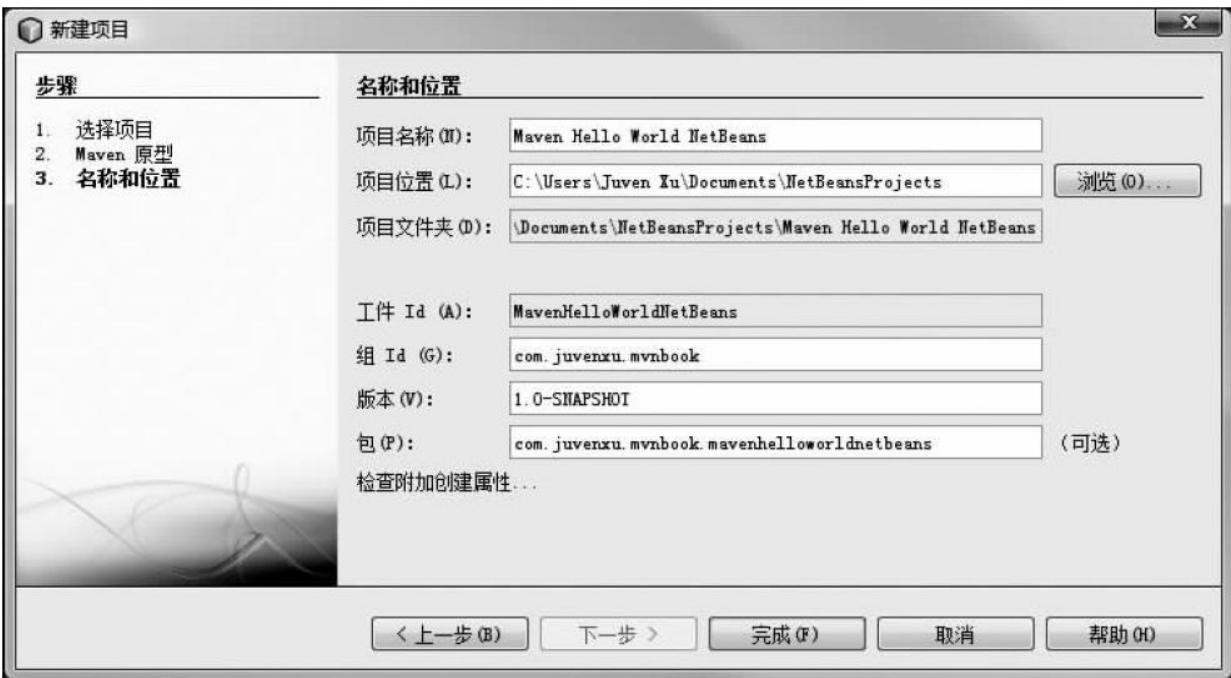 新建项目
步骤
1. 选择项目
2. Maven 原型
3. 名称和位置
名称和位置
项目名称(N): Maven Hello World NetBeans
项目位置(L): C:\Users\Juven Xu\Documents\NetBeansProjects 浏览(O)...
项目文件夹(D): \Documents\NetBeansProjects\Maven Hello World NetBeans
工件 Id (A): MavenHelloWorldNetBeans
组 Id (G): com.juvenxu.mvnbook
版本(V): 1.0-SNAPSHOT
包(P): com.juvenxu.mvnbook.mavenhelloworldnetbeans (可选)
检查附加创建属性...
< 上一步(B) 下一步 > 完成(F) 取消 帮助(H)